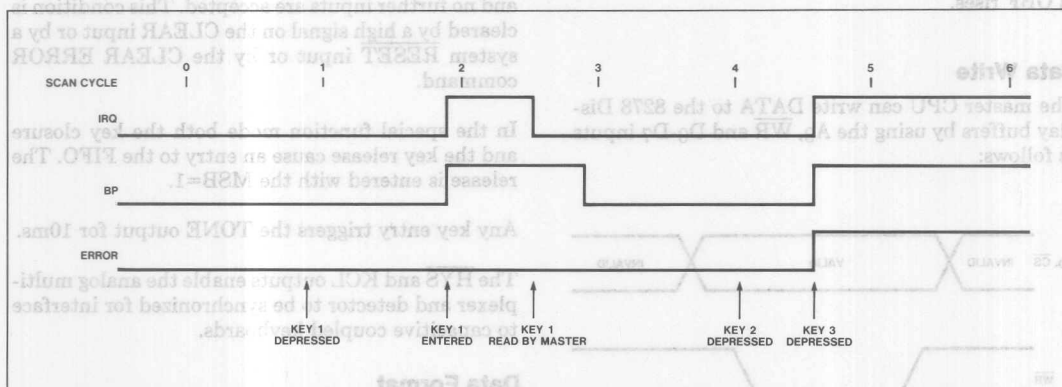 and no further inputs are accepted. This condition is
cleared by a high signal on the CLEAR input or by a
system RESET input or by the CLEAR ERROR
command.
In the special function mode both the key closure
and the key release cause an entry to the FIFO. The
release is entered with the MSB=1.
Any key entry triggers the TONE output for 10ms.
The HYS and KCL outputs enable the analog multi-
plexer and detector to be synchronized for interface
to capacitive coupled keyboards.
Data Format
rises.
Data Write
The master CPU can write DATA to the 8278 Dis-
play buffers by using the A0, WR and D0-D7 inputs
as follows:
CS
INVALID
VALID
INVALID
WR
SCAN CYCLE
0
1
2
3
4
5
6
IRQ
BP
ERROR
KEY 1
DEPRESSED
KEY 1
ENTERED
KEY 1
READ BY MASTER
KEY 2
DEPRESSED
KEY 3
DEPRESSED